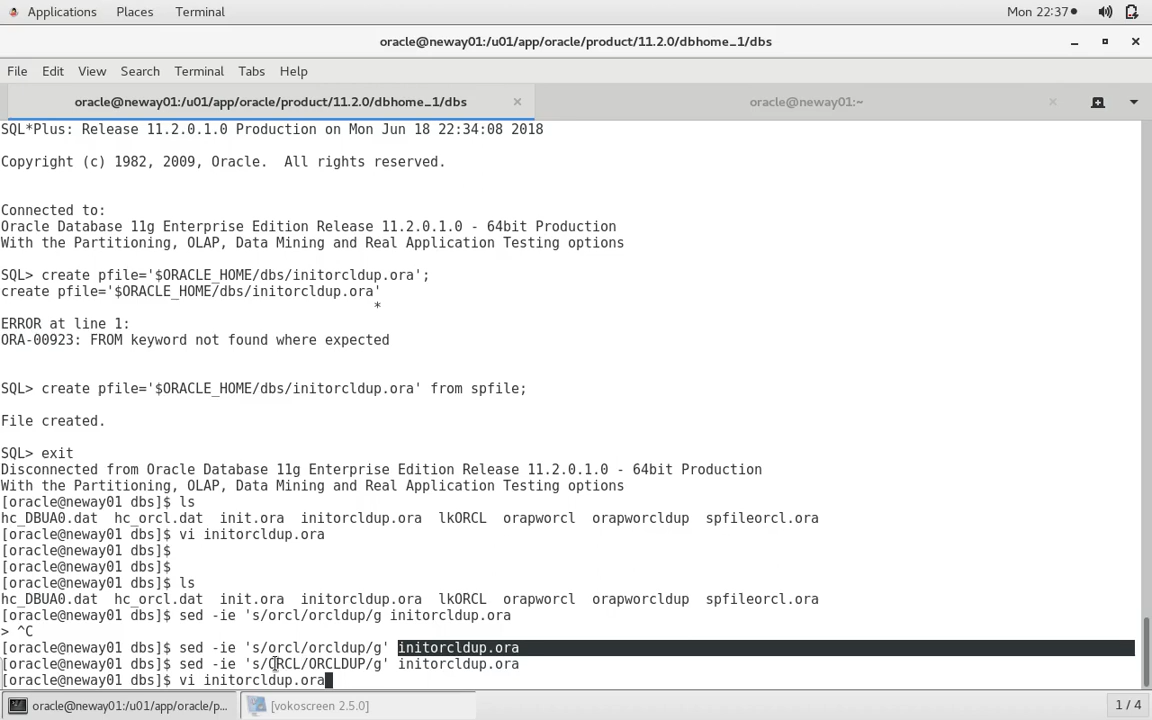 Applications Places Terminal Mon 22:37
oracle@neway01:/u01/app/oracle/product/11.2.0/dbhome_1/dbs
File Edit View Search Terminal Tabs Help
oracle@neway01:/u01/app/oracle/product/11.2.0/dbhome_1/dbs oracle@neway01:~
SQL*Plus: Release 11.2.0.1.0 Production on Mon Jun 18 22:34:08 2018
Copyright (c) 1982, 2009, Oracle.  All rights reserved.
Connected to:
Oracle Database 11g Enterprise Edition Release 11.2.0.1.0 - 64bit Production
With the Partitioning, OLAP, Data Mining and Real Application Testing options
SQL> create pfile='$ORACLE_HOME/dbs/initorcldup.ora';
create pfile='$ORACLE_HOME/dbs/initorcldup.ora'
*
ERROR at line 1:
ORA-00923: FROM keyword not found where expected
SQL> create pfile='$ORACLE_HOME/dbs/initorcldup.ora' from spfile;
File created.
SQL> exit
Disconnected from Oracle Database 11g Enterprise Edition Release 11.2.0.1.0 - 64bit Production
With the Partitioning, OLAP, Data Mining and Real Application Testing options
[oracle@neway01 dbs]$ ls
hc_DBUA0.dat  hc_orcl.dat  init.ora  initorcldup.ora  lkORCL  orapworcl  orapworcldup  spfileorcl.ora
[oracle@neway01 dbs]$ vi initorcldup.ora
[oracle@neway01 dbs]$
[oracle@neway01 dbs]$
[oracle@neway01 dbs]$ ls
hc_DBUA0.dat  hc_orcl.dat  init.ora  initorcldup.ora  lkORCL  orapworcl  orapworcldup  spfileorcl.ora
[oracle@neway01 dbs]$ sed -ie 's/orcl/orcldup/g initorcldup.ora
> ^C
[oracle@neway01 dbs]$ sed -ie 's/orcl/orcldup/g' initorcldup.ora
[oracle@neway01 dbs]$ sed -ie 's/ORCL/ORCLDUP/g' initorcldup.ora
[oracle@neway01 dbs]$ vi initorcldup.ora
oracle@neway01:/u01/app/oracle/p... [vokoscreen 2.5.0] 1 / 4